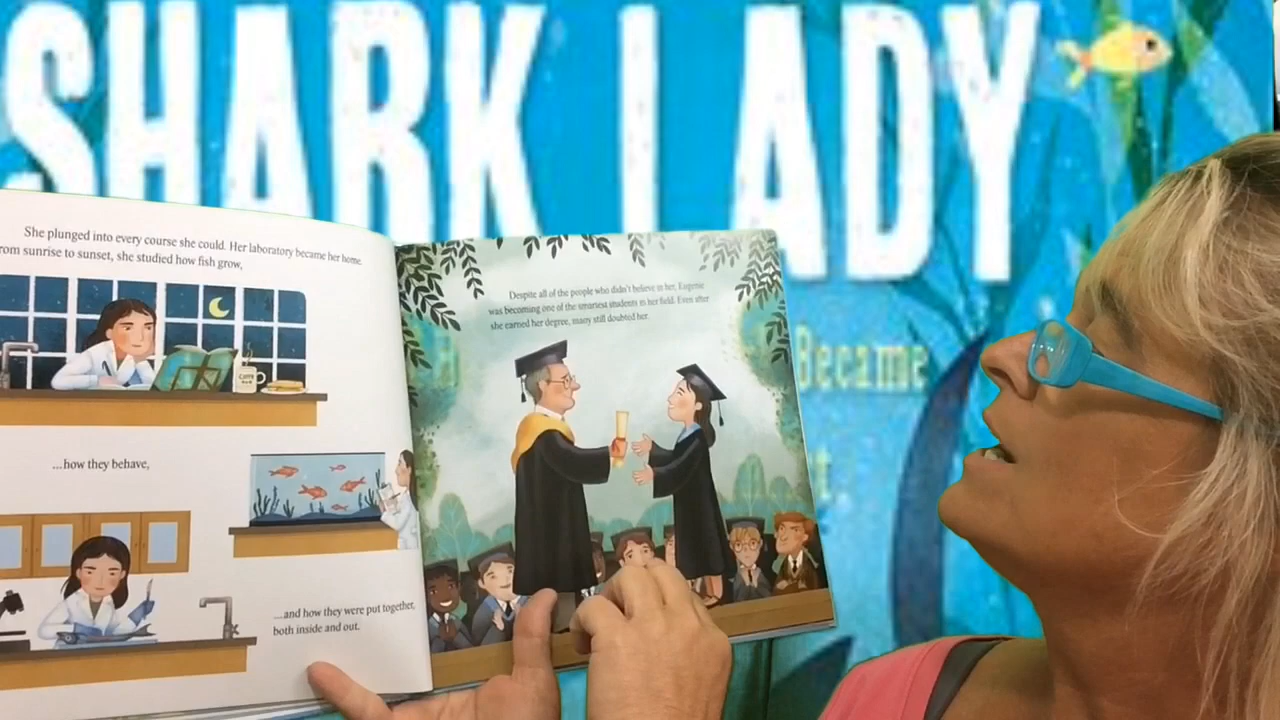 SHARK LADY
She plunged into every course she could. Her laboratory became her home.
From sunrise to sunset, she studied how fish grow,
...how they behave,
...and how they were put together,
both inside and out.
Despite all of the people who didn't believe in her, Eugenie
was becoming one of the smartest students in her field. Even after
she earned her degree, many still doubted her.
Became